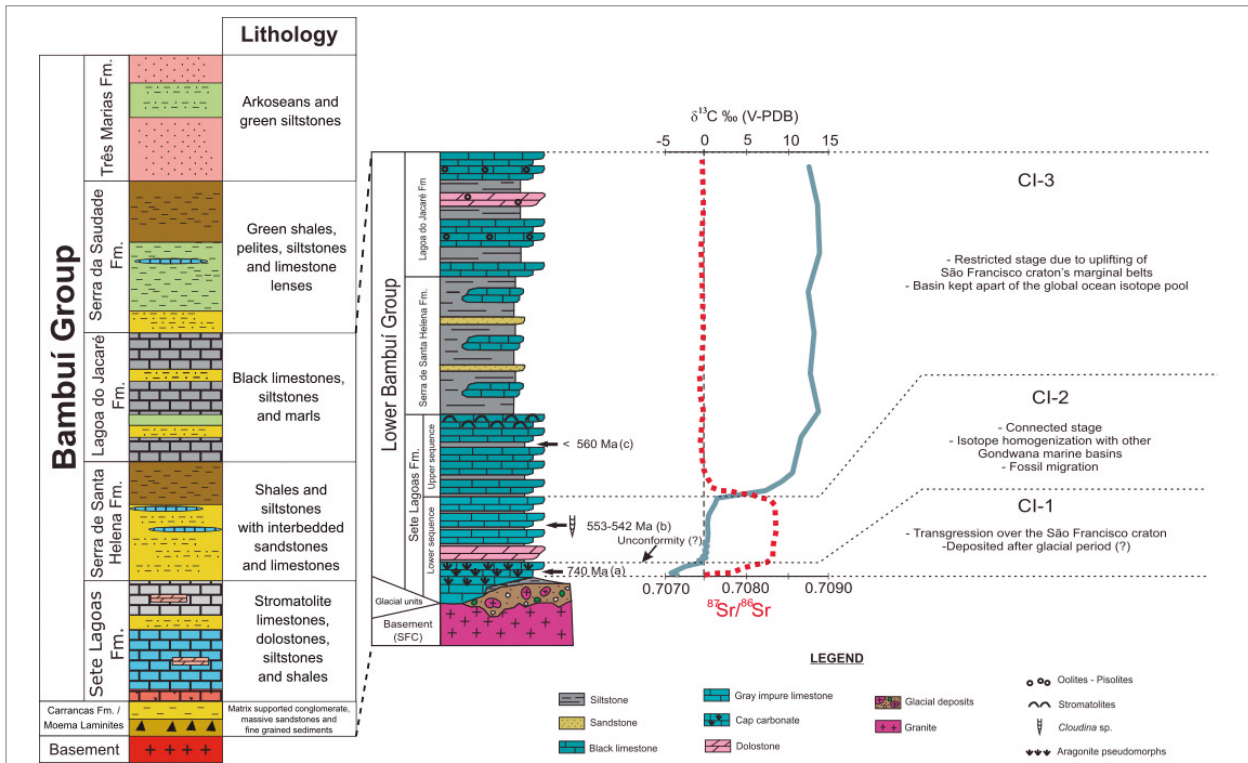 Lithology
Bambuí Group
Três Marias Fm.
Arkoseans and
green siltstones
Serra da Saudade
Fm.
Green shales,
pelites, siltstones
and limestone
lenses
Lagoa do Jacaré
Fm.
Black limestones,
siltstones
and marls
Serra de Santa
Helena Fm.
Shales and
siltstones
with interbedded
sandstones
and limestones
Sete Lagoas
Fm.
Stromatolite
limestones,
dolostones,
siltstones
and shales
Carrancas Fm. /
Moema Laminites
Matrix supported conglomerate,
massive sandstones and
fine grained sediments
Basement
Lower Bambuí Group
Lagoa do Jacaré Fm
Serra de Santa Helena Fm.
Sete Lagoas Fm.
Upper sequence
Lower sequence
Glacial units
Basement
(SFC)
< 560 Ma (c)
553-542 Ma (b)
Unconformity (?)
740 Ma (a)
δ13C ‰ (V-PDB)
-5 0 5 10 15
0.7070 0.7080 0.7090
87Sr/86Sr
CI-3
- Restricted stage due to uplifting of
São Francisco craton's marginal belts
- Basin kept apart of the global ocean isotope pool
CI-2
- Connected stage
- Isotope homogenization with other
Gondwana marine basins
- Fossil migration
CI-1
- Transgression over the São Francisco craton
-Deposited after glacial period (?)
LEGEND
Siltstone
Sandstone
Black limestone
Gray impure limestone
Cap carbonate
Dolostone
Glacial deposits
Granite
Oolites - Pisolites
Stromatolites
Cloudina sp.
Aragonite pseudomorphs